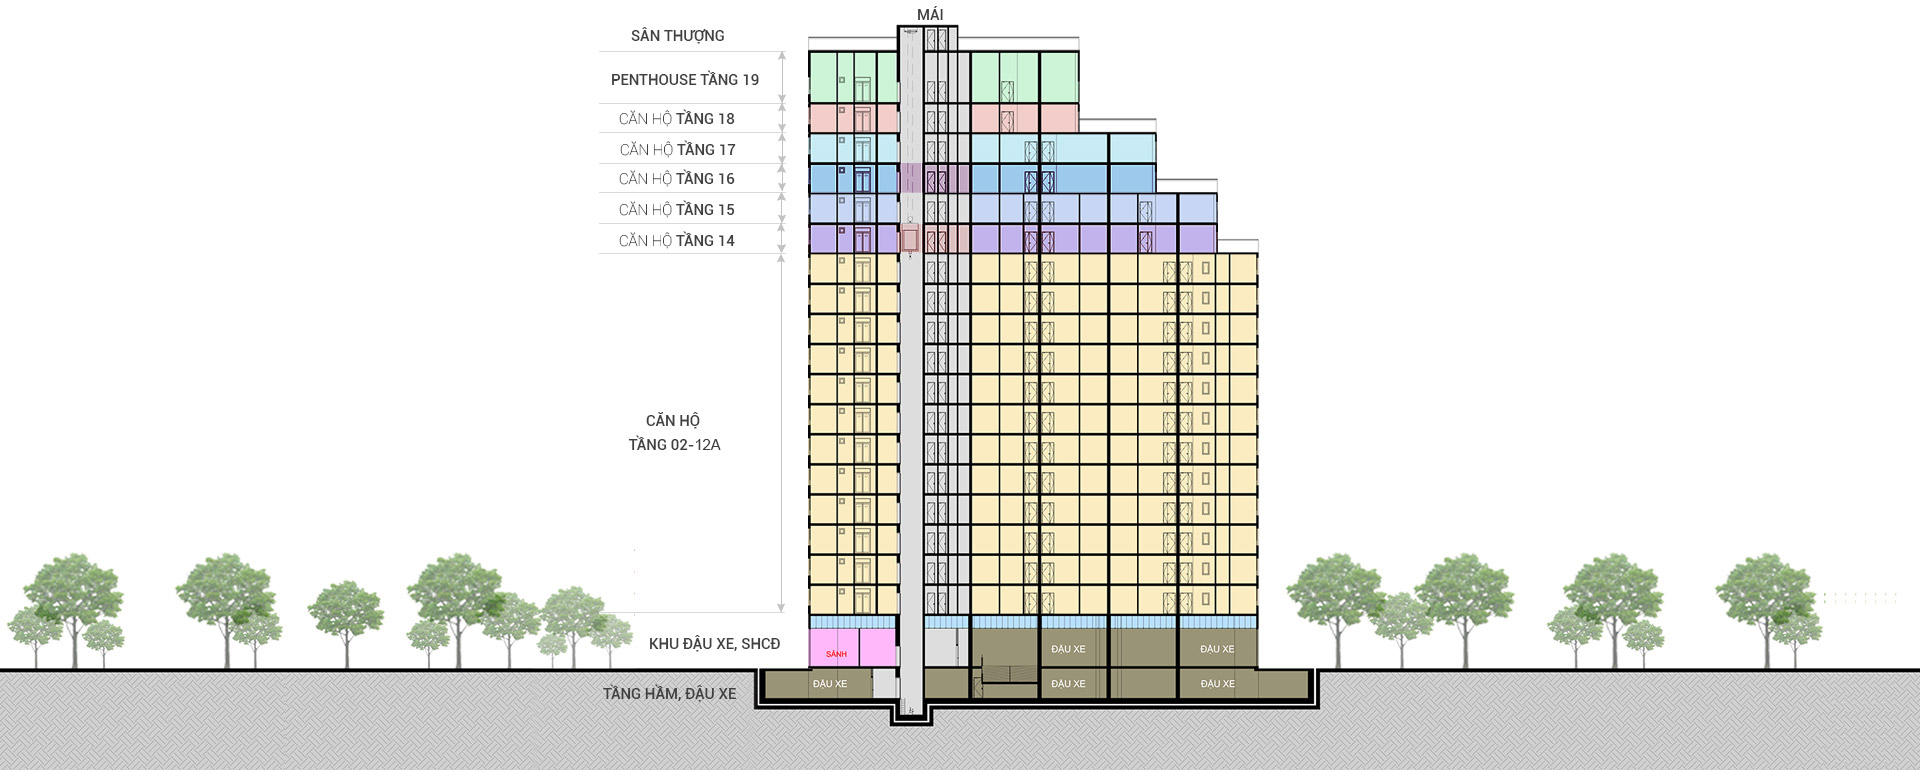 MÁI
SÂN THƯỢNG
PENTHOUSE TẦNG 19
CĂN HỘ TẦNG 18
CĂN HỘ TẦNG 17
CĂN HỘ TẦNG 16
CĂN HỘ TẦNG 15
CĂN HỘ TẦNG 14
CĂN HỘ
TẦNG 02-12A
KHU ĐẬU XE, SHCĐ
SẢNH
ĐẬU XE
ĐẬU XE
TẦNG HẦM, ĐẬU XE
ĐẬU XE
ĐẬU XE
ĐẬU XE